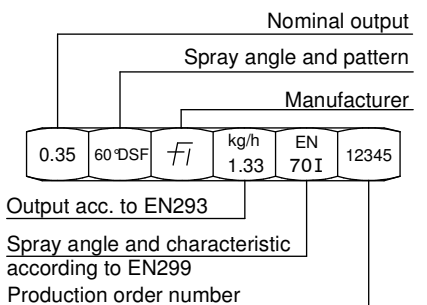 Nominal output
Spray angle and pattern
Manufacturer
0.35
60°DSF
FI
kg/h
1.33
EN
70I
12345
Output acc. to EN293
Spray angle and characteristic
according to EN299
Production order number